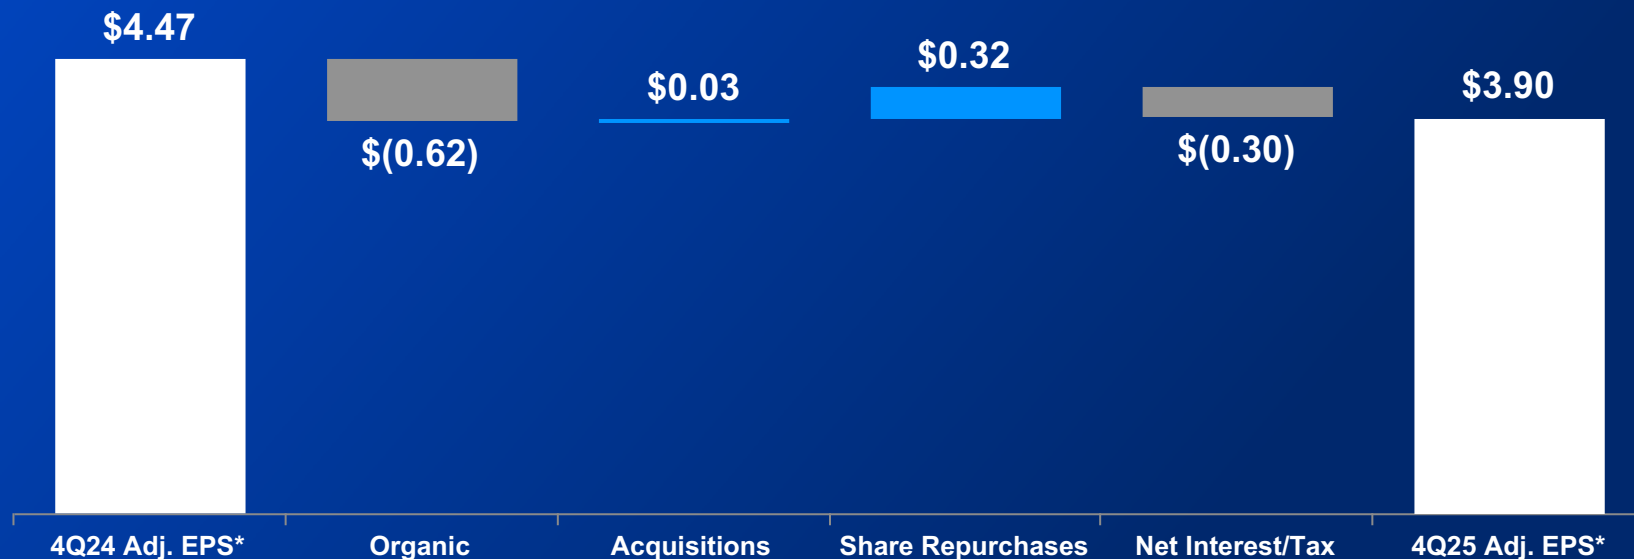 $4.47
$(0.62)
$0.03
$0.32
$(0.30)
$3.90
4Q24 Adj. EPS*
Organic
Acquisitions
Share Repurchases
Net Interest/Tax
4Q25 Adj. EPS*